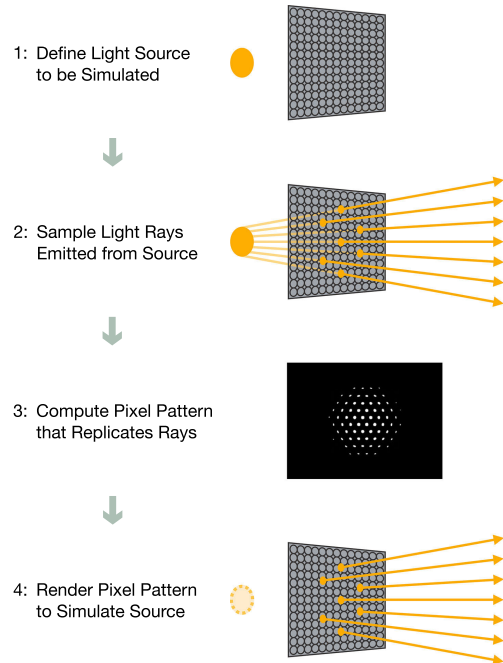 1: Define Light Source
to be Simulated
2: Sample Light Rays
Emitted from Source
3: Compute Pixel Pattern
that Replicates Rays
4: Render Pixel Pattern
to Simulate Source